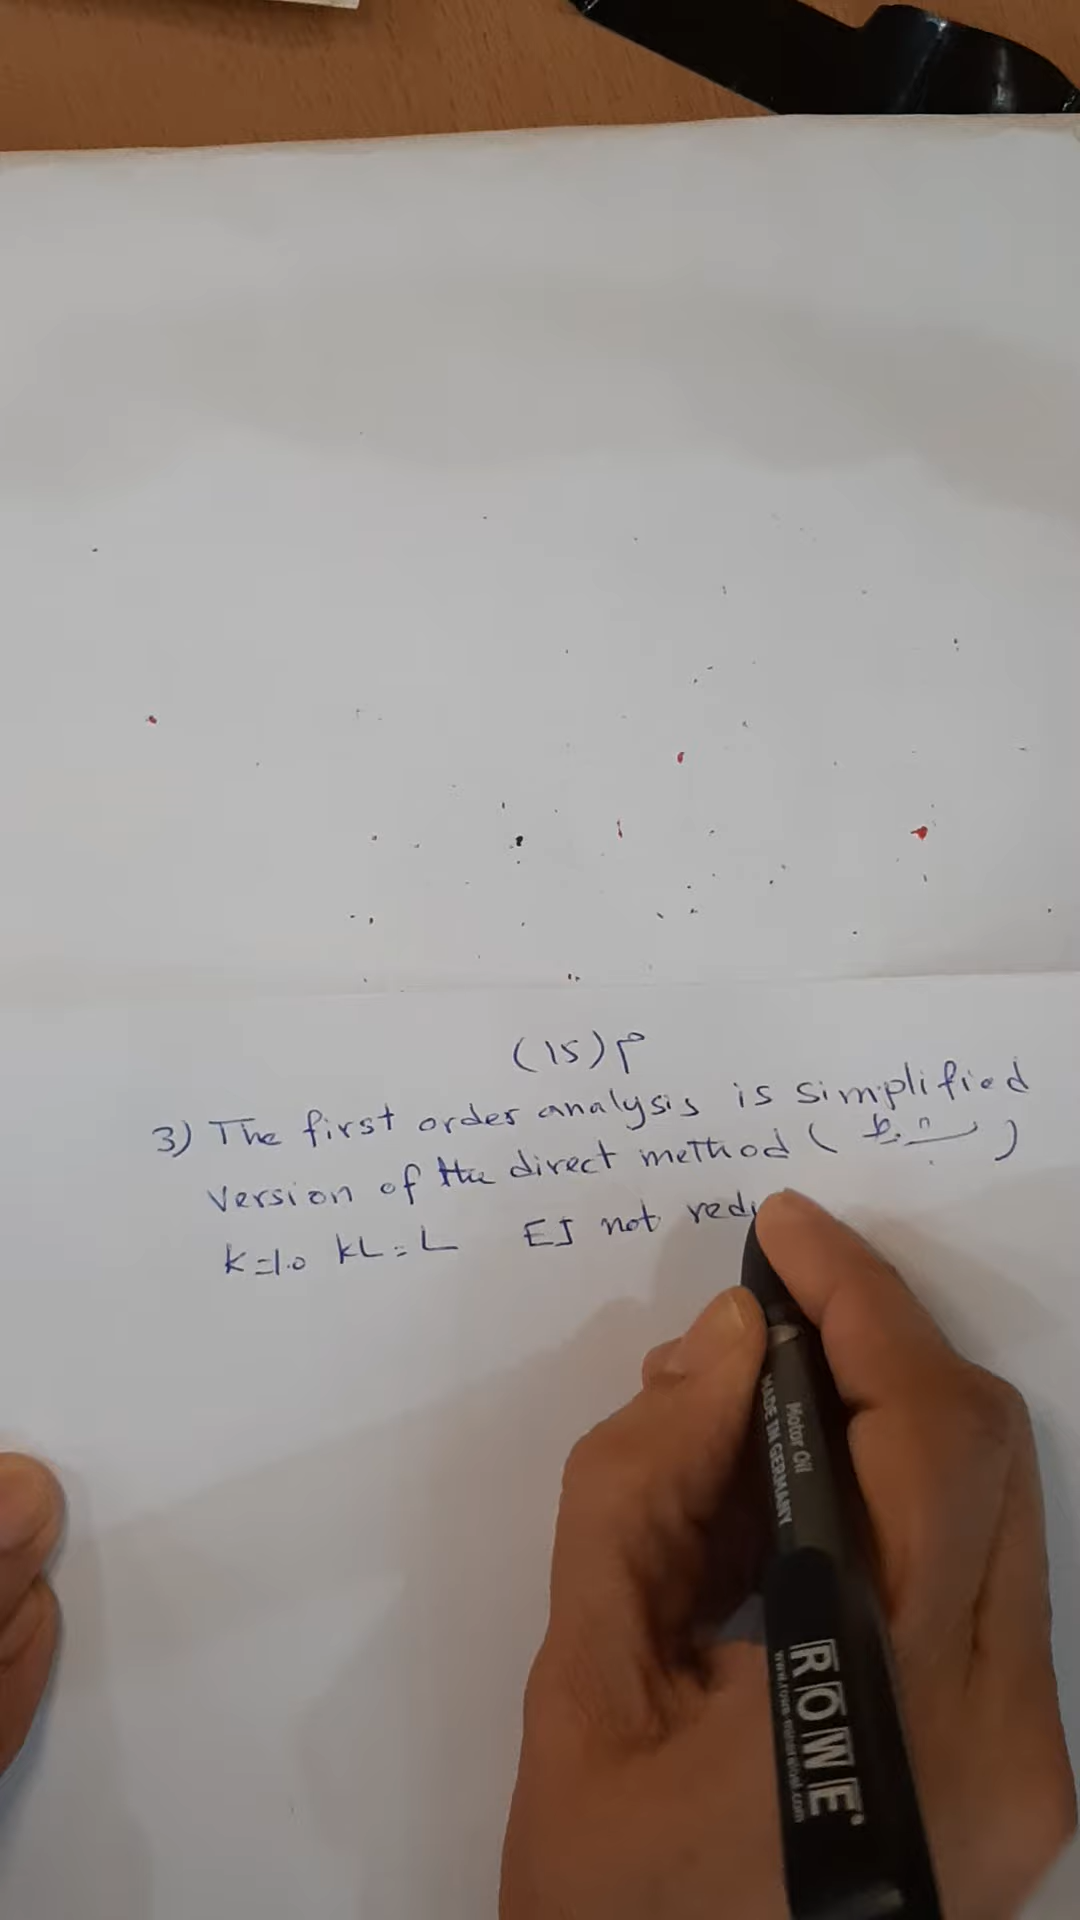 (15)م
3) The first order analysis is simplified
version of the direct method ( )
K=1.0 KL=L EI not redu
Motor Oil
MADE IN GERMANY
ROWE